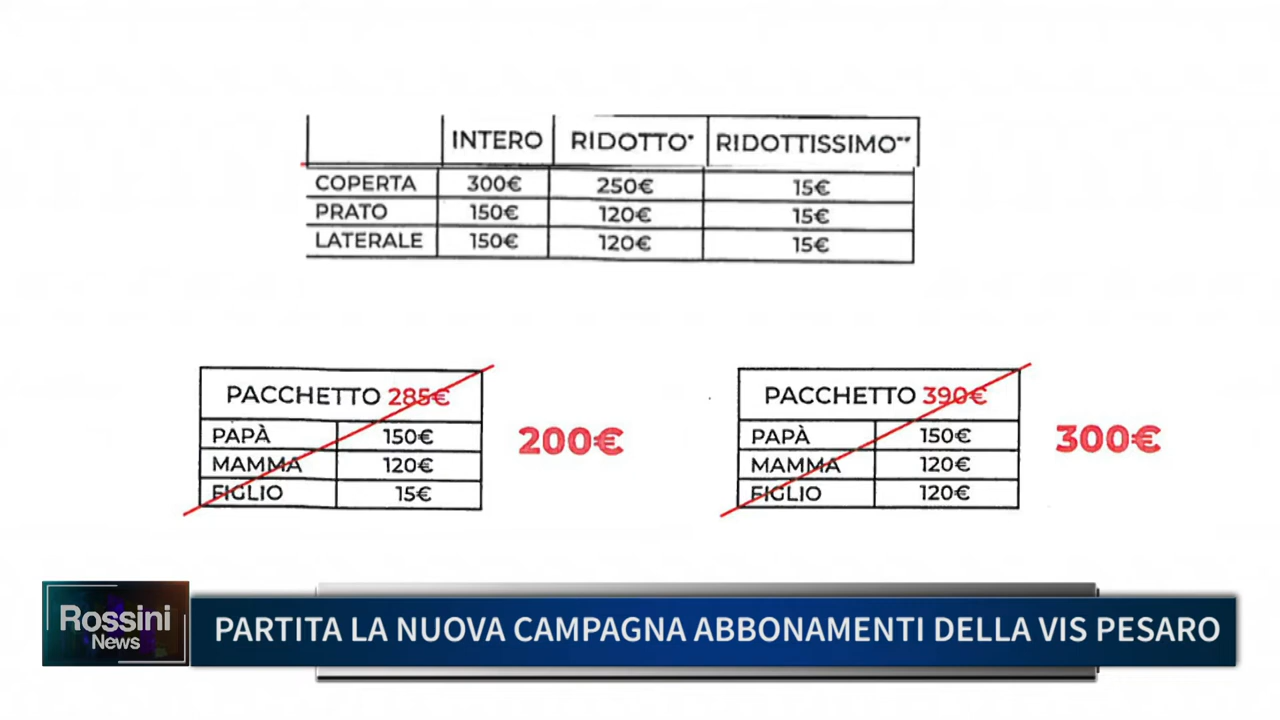 INTERO RIDOTTO* RIDOTTISSIMO**
COPERTA 300€ 250€ 15€
PRATO 150€ 120€ 15€
LATERALE 150€ 120€ 15€
PACCHETTO 285€
PAPÀ 150€
MAMMA 120€
FIGLIO 15€
200€
PACCHETTO 390€
PAPÀ 150€
MAMMA 120€
FIGLIO 120€
300€
Rossini
News
PARTITA LA NUOVA CAMPAGNA ABBONAMENTI DELLA VIS PESARO